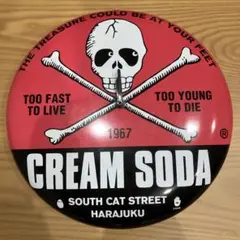 THE TREASURE COULD BE AT YOUR FEET
TOO FAST
TO LIVE
TOO YOUNG
TO DIE
1967
®
CREAM SODA
SOUTH CAT STREET
HARAJUKU